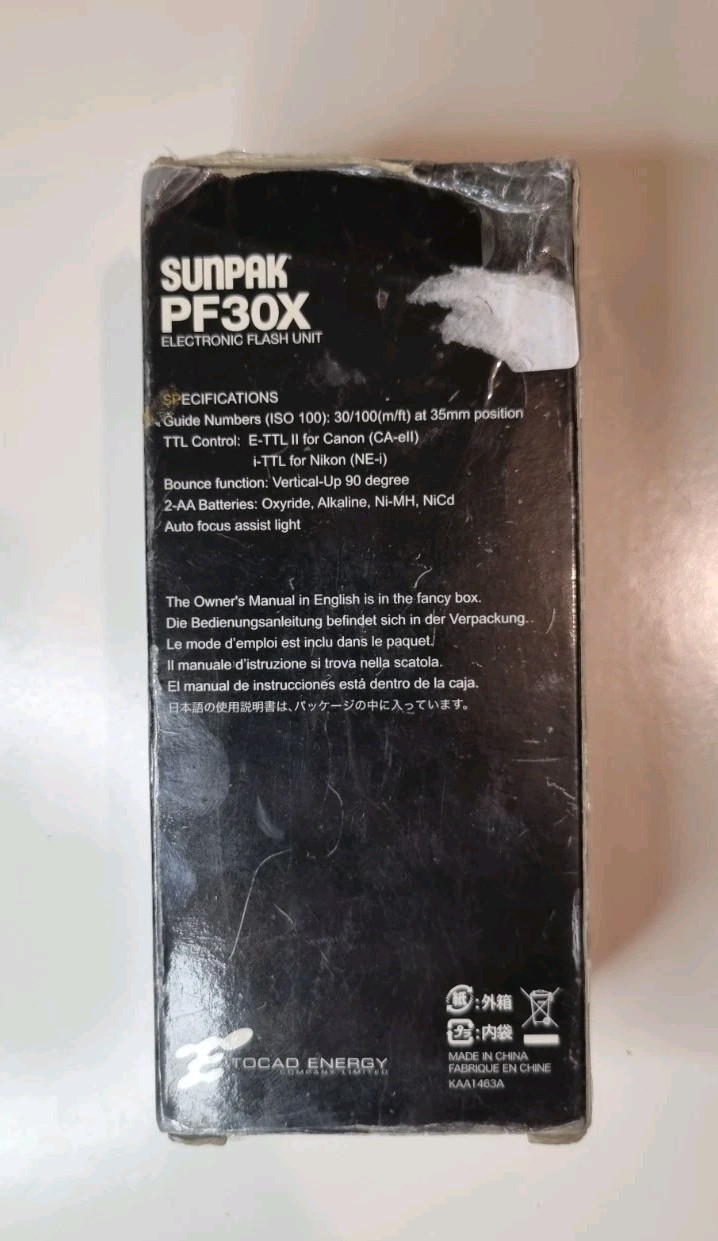 SUNPAK
PF30X
ELECTRONIC FLASH UNIT
SPECIFICATIONS
Guide Numbers (ISO 100): 30/100(m/ft) at 35mm position
TTL Control: E-TTL II for Canon (CA-eII)
i-TTL for Nikon (NE-i)
Bounce function: Vertical-Up 90 degree
2-AA Batteries: Oxyride, Alkaline, Ni-MH, NiCd
Auto focus assist light
The Owner's Manual in English is in the fancy box.
Die Bedienungsanleitung befindet sich in der Verpackung.
Le mode d'emploi est inclu dans le paquet.
Il manuale d'istruzione si trova nella scatola.
El manual de instrucciones está dentro de la caja.
日本語の使用説明書は、パッケージの中に入っています。
紙:外箱
プラ:内袋
TOCAD ENERGY
COMPANY LIMITED
MADE IN CHINA
FABRIQUE EN CHINE
KAA1463A